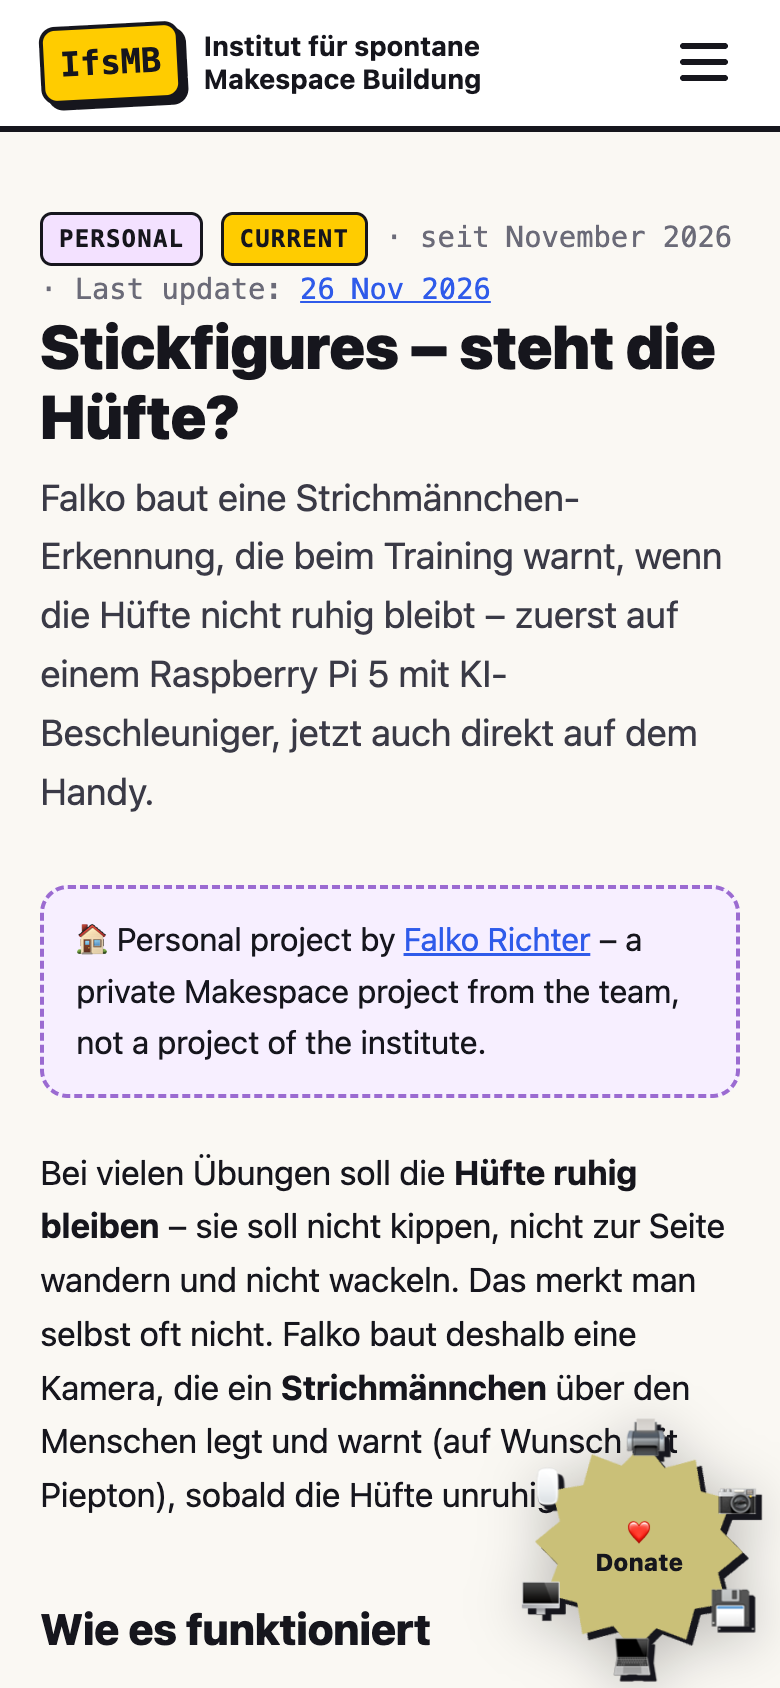 IfsMB
Institut für spontane
Makespace Buildung
PERSONAL CURRENT · seit November 2026
· Last update: 26 Nov 2026
Stickfigures – steht die
Hüfte?
Falko baut eine Strichmännchen-
Erkennung, die beim Training warnt, wenn
die Hüfte nicht ruhig bleibt – zuerst auf
einem Raspberry Pi 5 mit KI-
Beschleuniger, jetzt auch direkt auf dem
Handy.
🏠 Personal project by Falko Richter – a
private Makespace project from the team,
not a project of the institute.
Bei vielen Übungen soll die Hüfte ruhig
bleiben – sie soll nicht kippen, nicht zur Seite
wandern und nicht wackeln. Das merkt man
selbst oft nicht. Falko baut deshalb eine
Kamera, die ein Strichmännchen über den
Menschen legt und warnt (auf Wunsch
Piepton), sobald die Hüfte
❤️
Donate
Wie es funktioniert